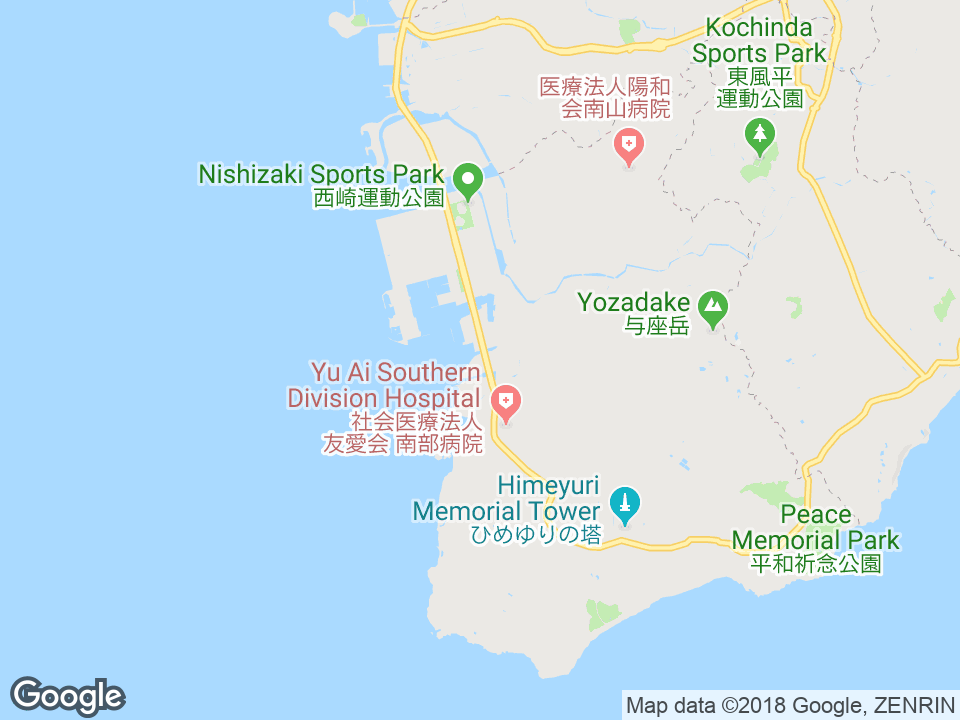 Kochinda
Sports Park
東風平
運動公園
医療法人陽和
会南山病院
Nishizaki Sports Park
西崎運動公園
Yozadake
与座岳
Yu Ai Southern
Division Hospital
社会医療法人
友愛会 南部病院
Himeyuri
Memorial Tower
ひめゆりの塔
Peace
Memorial Park
平和祈念公園
Google
Map data ©2018 Google, ZENRIN